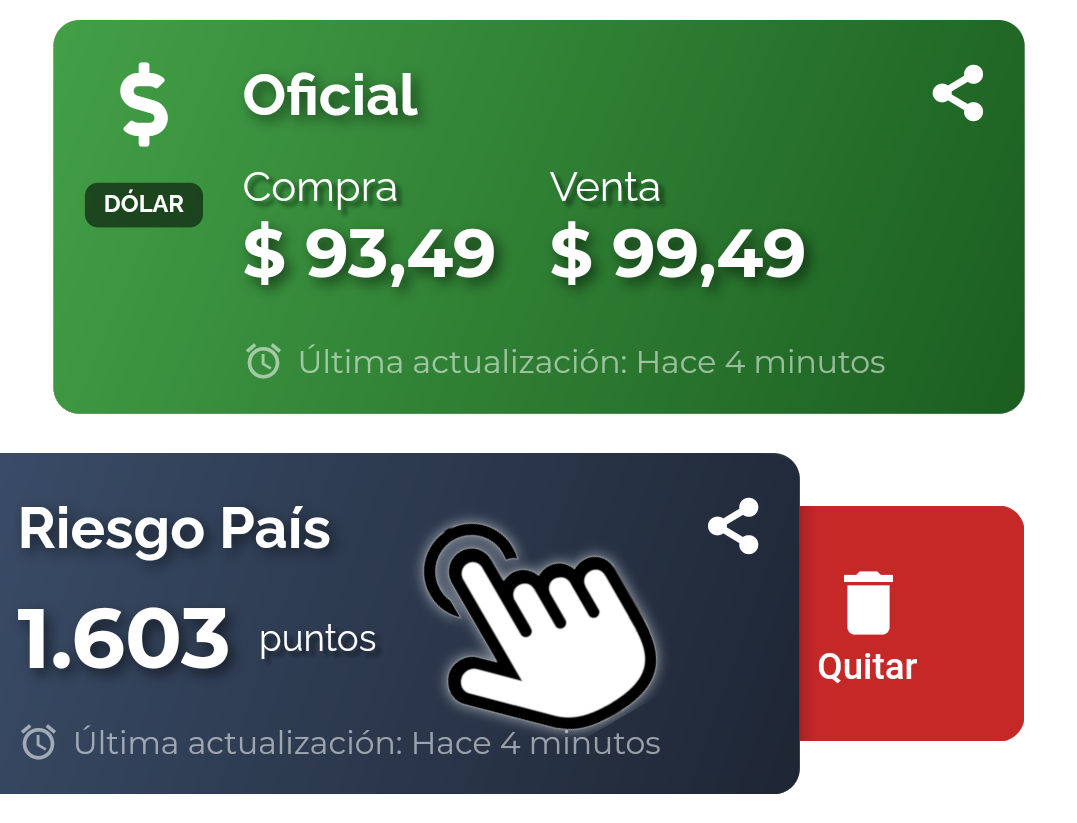 Oficial
DÓLAR
Compra Venta
$ 93,49 $ 99,49
Última actualización: Hace 4 minutos
Riesgo País
1.603 puntos
Quitar
Última actualización: Hace 4 minutos